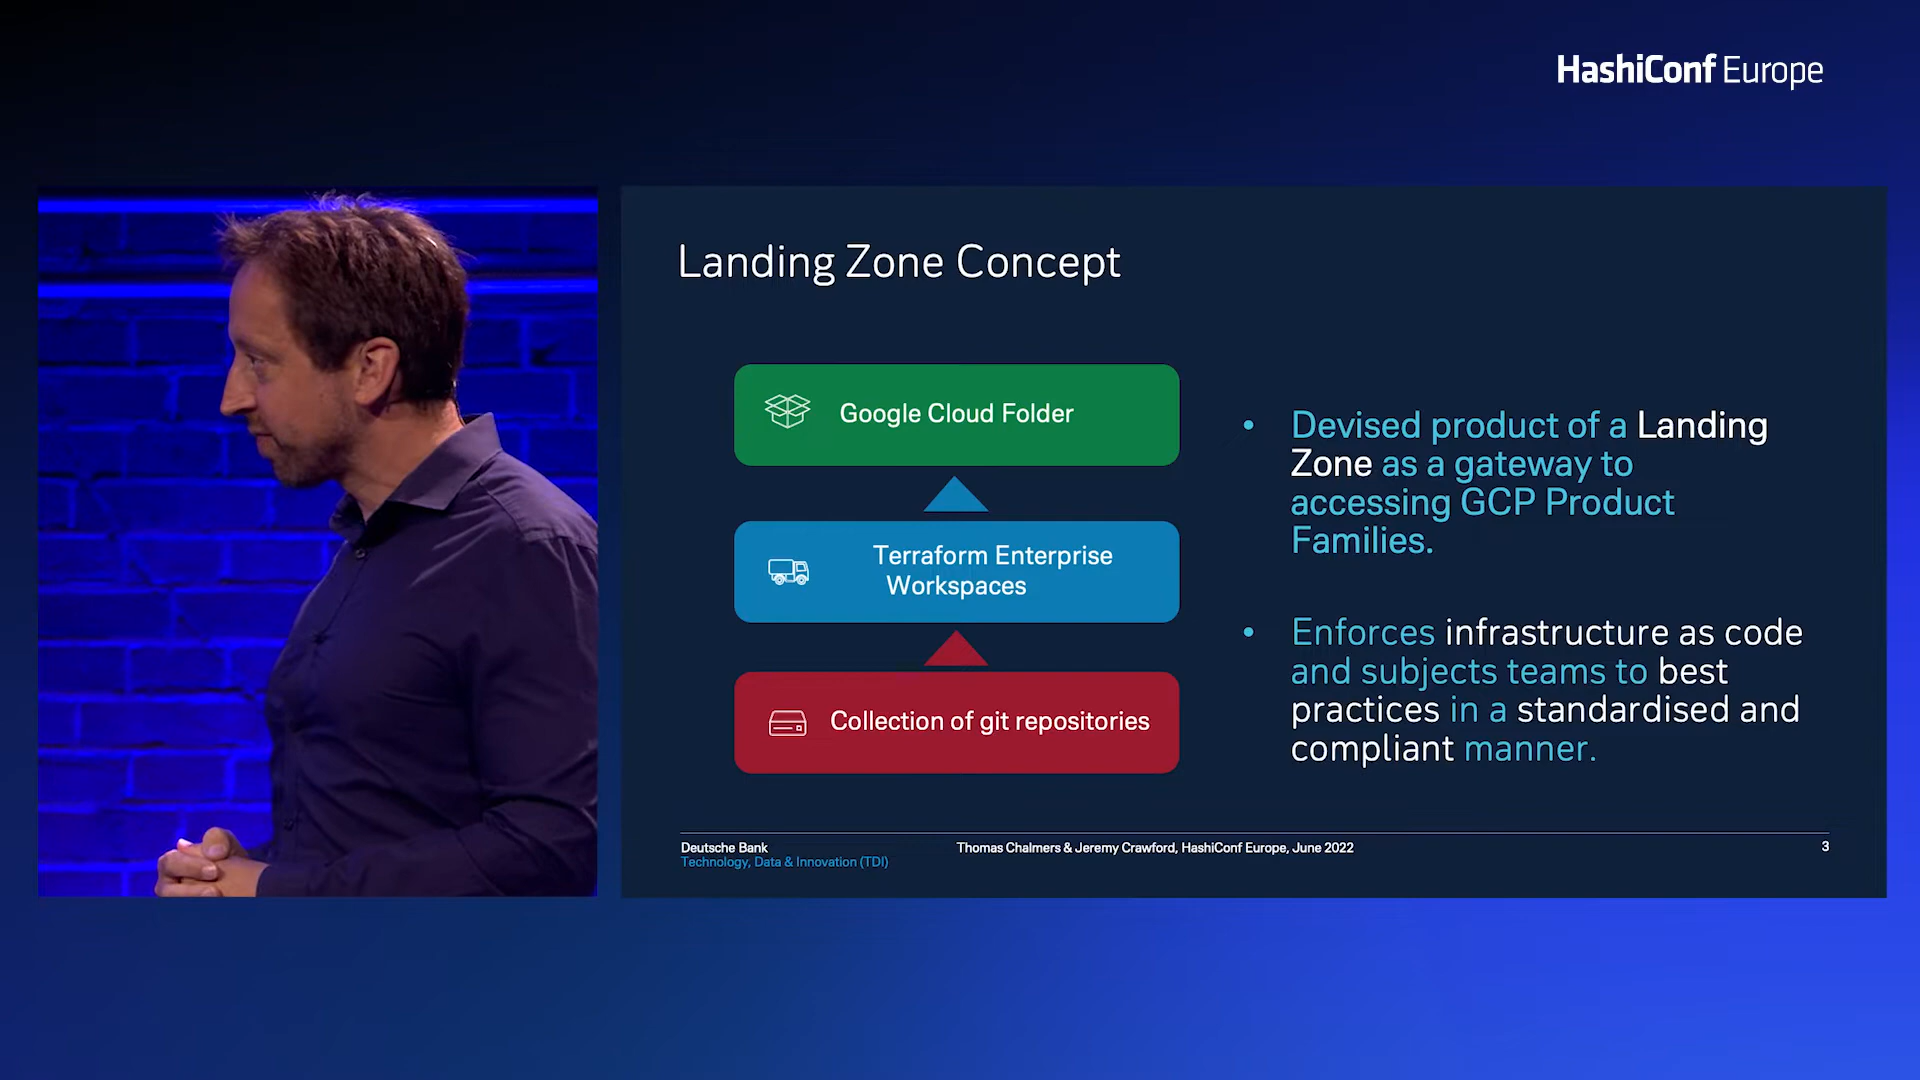 HashiConf Europe
Landing Zone Concept
Google Cloud Folder
Terraform Enterprise
Workspaces
Collection of git repositories
• Devised product of a Landing
Zone as a gateway to
accessing GCP Product
Families.
• Enforces infrastructure as code
and subjects teams to best
practices in a standardised and
compliant manner.
Deutsche Bank
Technology, Data & Innovation (TDI)
Thomas Chalmers & Jeremy Crawford, HashiConf Europe, June 2022
3